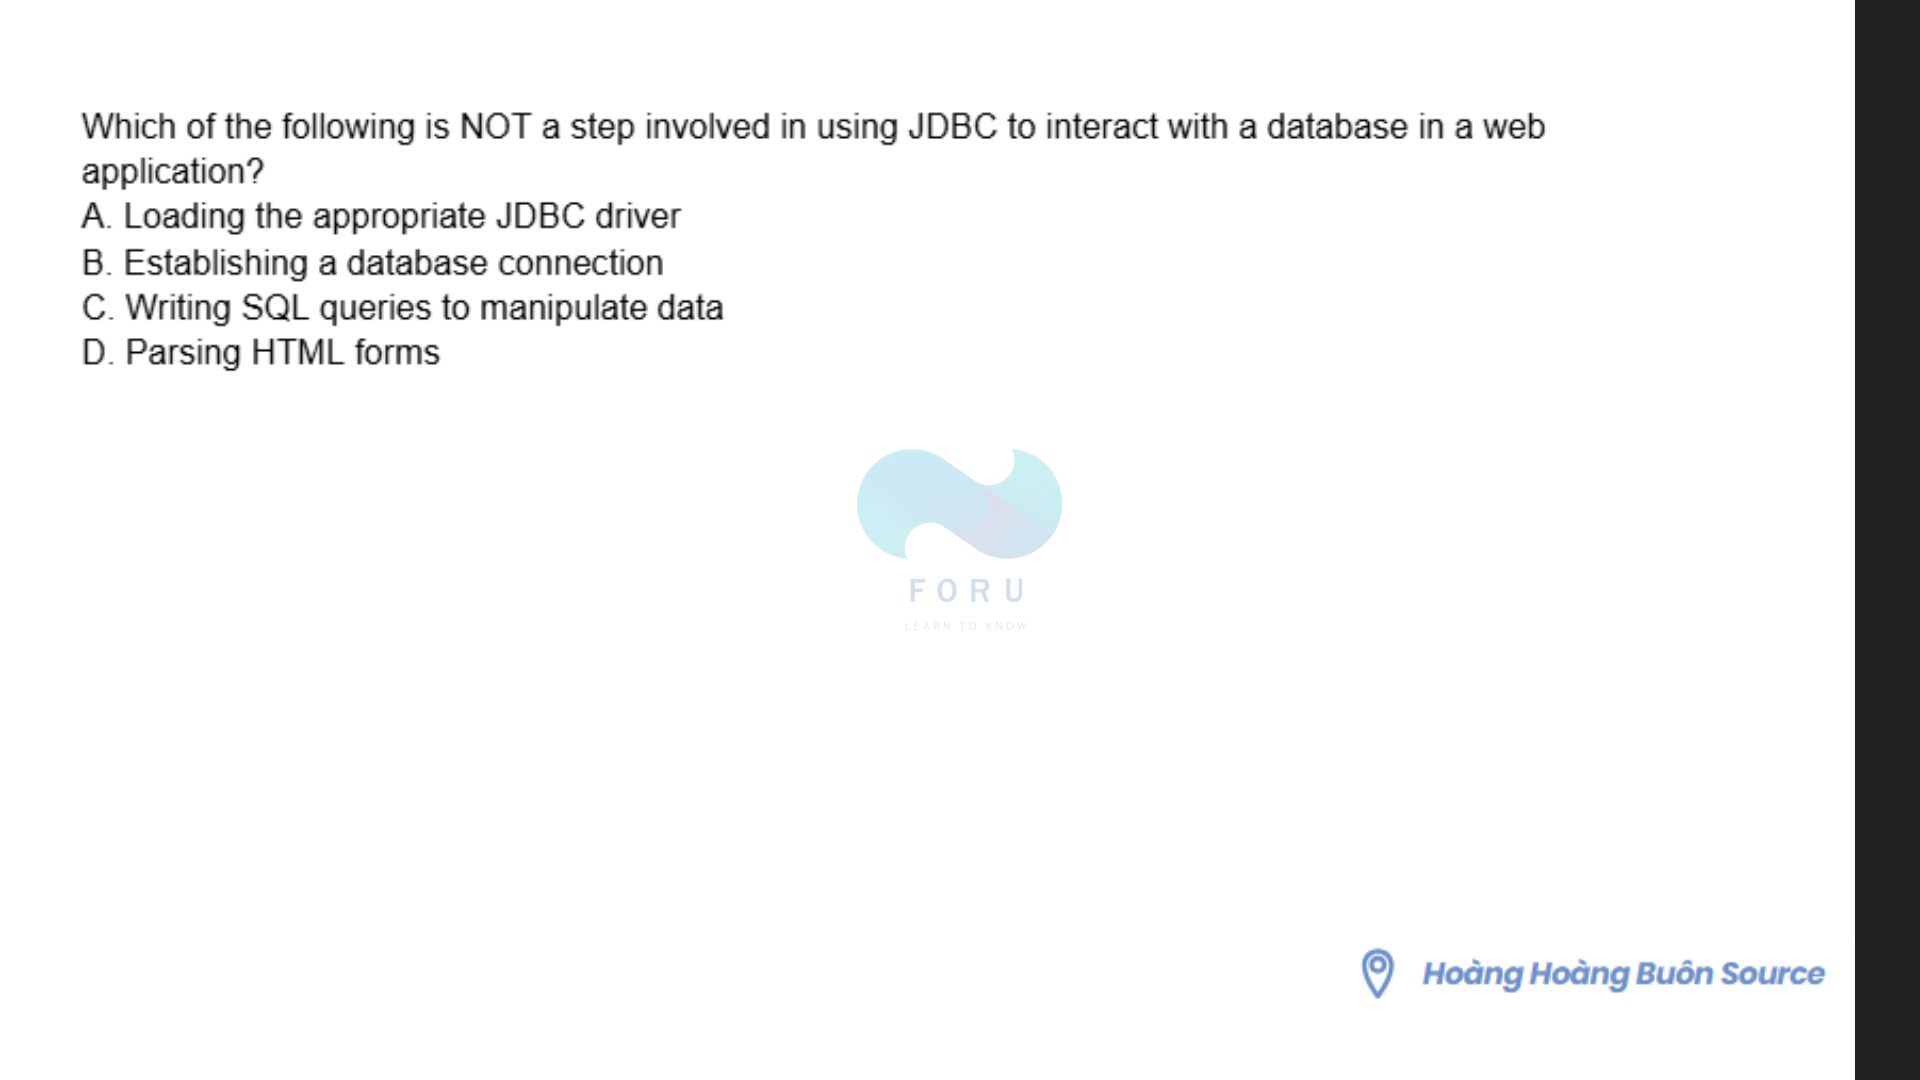 Which of the following is NOT a step involved in using JDBC to interact with a database in a web
application?
A. Loading the appropriate JDBC driver
B. Establishing a database connection
C. Writing SQL queries to manipulate data
D. Parsing HTML forms
FORU
LEARN TO KNOW
Hoàng Hoàng Buôn Source